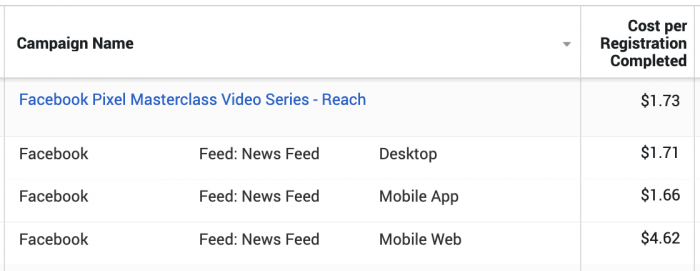 Campaign Name
Cost per
Registration
Completed
Facebook Pixel Masterclass Video Series - Reach $1.73
Facebook Feed: News Feed Desktop $1.71
Facebook Feed: News Feed Mobile App $1.66
Facebook Feed: News Feed Mobile Web $4.62